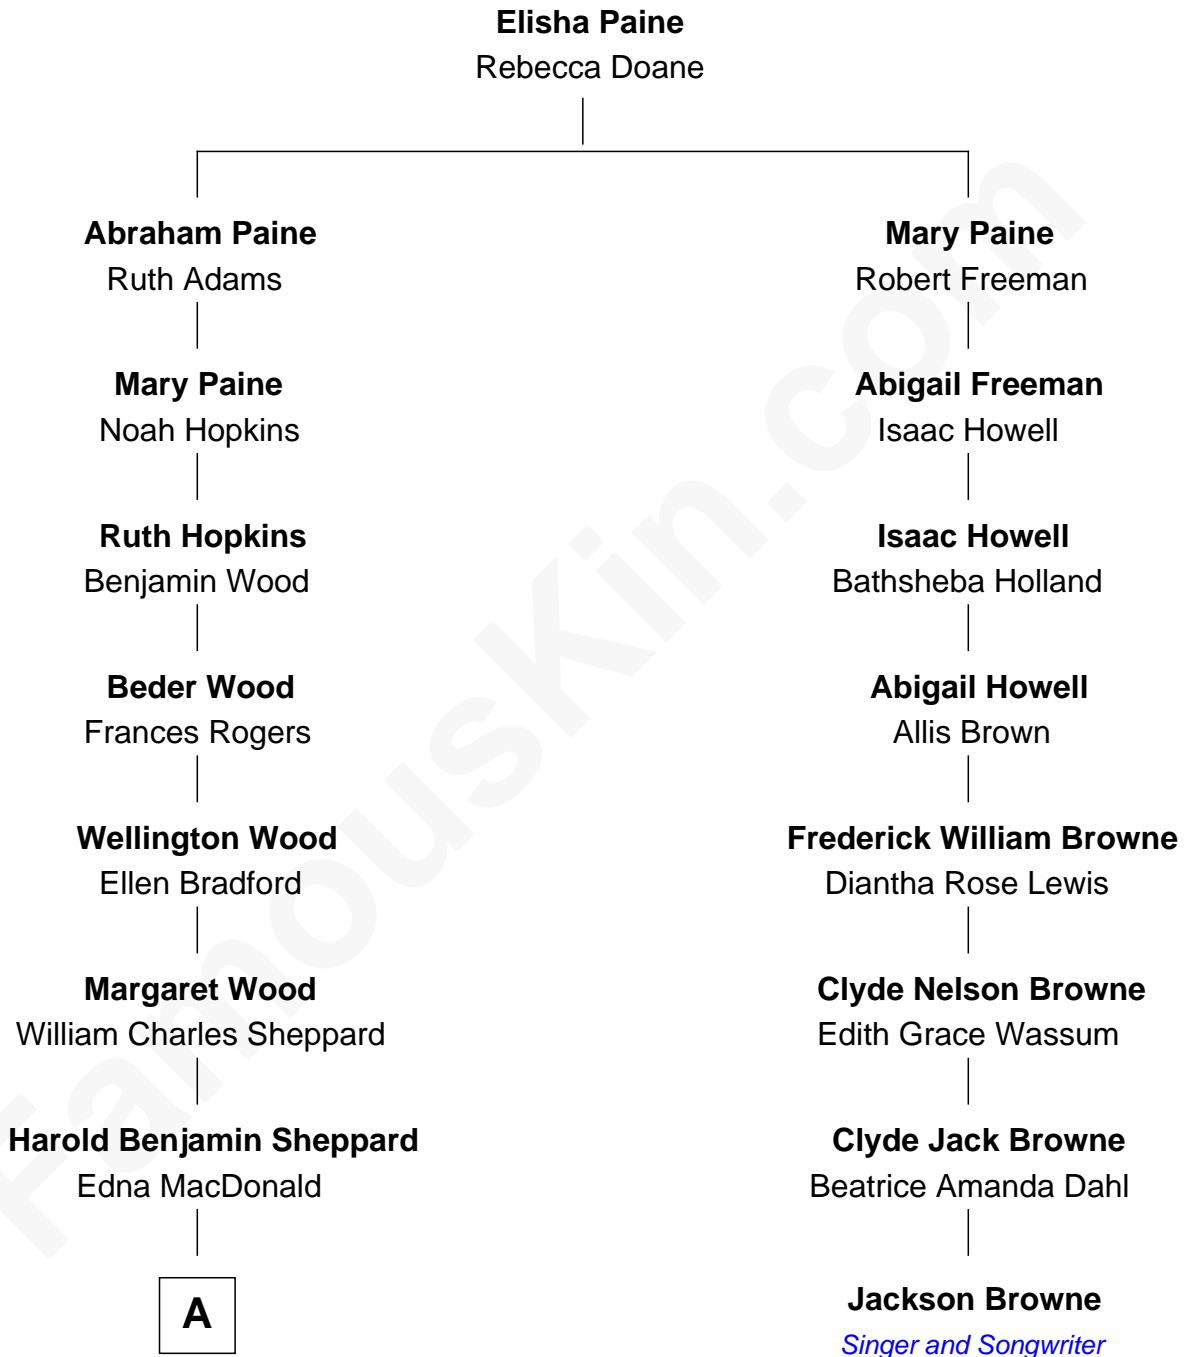 Elisha Paine
Rebecca Doane
Abraham Paine
Ruth Adams
Mary Paine
Robert Freeman
Mary Paine
Noah Hopkins
Abigail Freeman
Isaac Howell
Ruth Hopkins
Benjamin Wood
Isaac Howell
Bathsheba Holland
Beder Wood
Frances Rogers
Abigail Howell
Allis Brown
Wellington Wood
Ellen Bradford
Frederick William Browne
Diantha Rose Lewis
Margaret Wood
William Charles Sheppard
Clyde Nelson Browne
Edith Grace Wassum
Harold Benjamin Sheppard
Edna MacDonald
Clyde Jack Browne
Beatrice Amanda Dahl
A
Jackson Browne
Singer and Songwriter
FamousKin.com